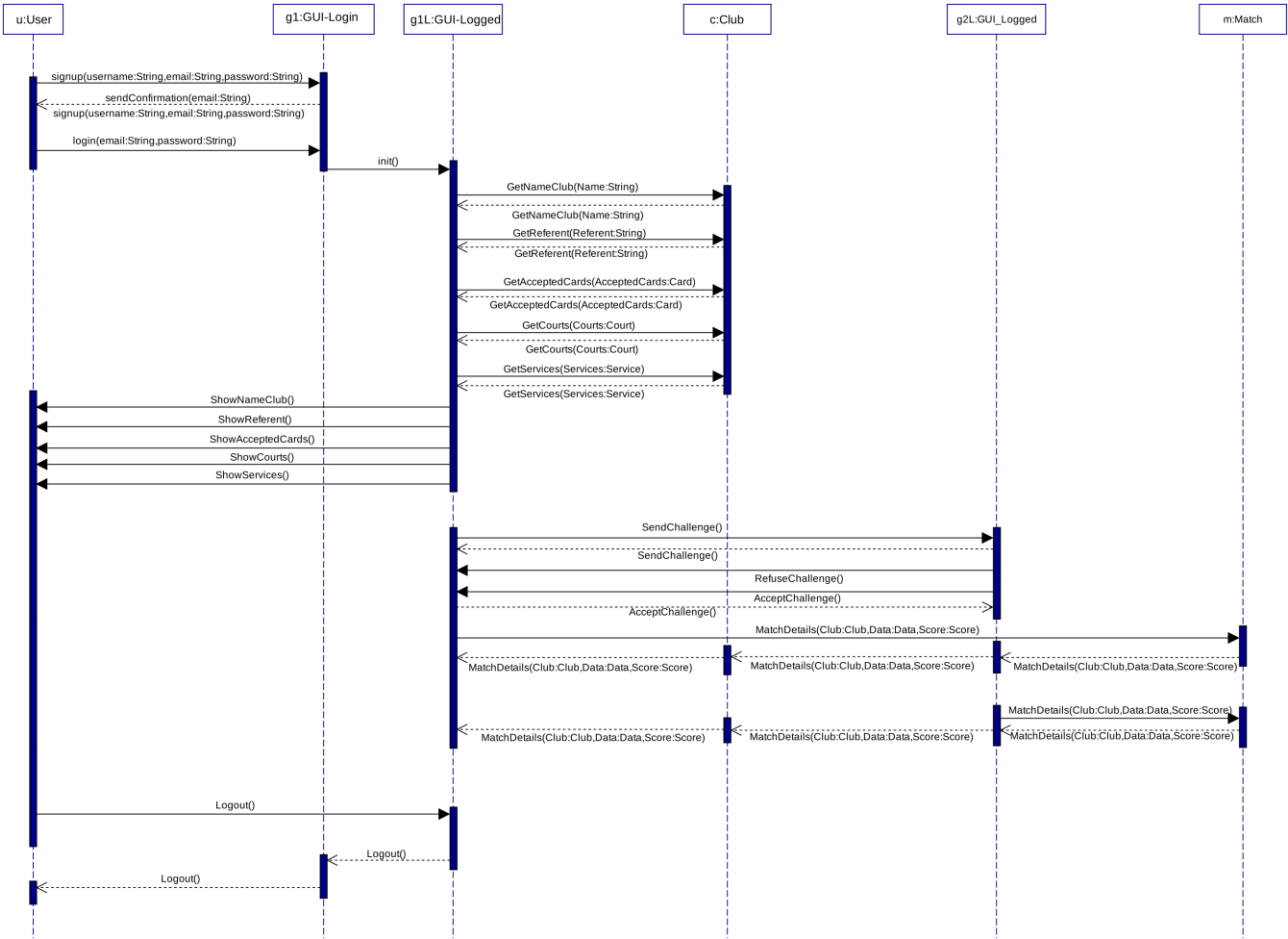 u:User
g1:GUI-Login
g1L:GUI-Logged
c:Club
g2L:GUI_Logged
m:Match
signup(username:String,email:String,password:String)
sendConfirmation(email:String)
signup(username:String,email:String,password:String)
login(email:String,password:String)
init()
GetNameClub(Name:String)
GetNameClub(Name:String)
GetReferent(Referent:String)
GetReferent(Referent:String)
GetAcceptedCards(AcceptedCards:Card)
GetAcceptedCards(AcceptedCards:Card)
GetCourts(Courts:Court)
GetCourts(Courts:Court)
GetServices(Services:Service)
GetServices(Services:Service)
ShowNameClub()
ShowReferent()
ShowAcceptedCards()
ShowCourts()
ShowServices()
SendChallenge()
SendChallenge()
RefuseChallenge()
AcceptChallenge()
AcceptChallenge()
MatchDetails(Club:Club,Data:Data,Score:Score)
MatchDetails(Club:Club,Data:Data,Score:Score)
MatchDetails(Club:Club,Data:Data,Score:Score)
MatchDetails(Club:Club,Data:Data,Score:Score)
MatchDetails(Club:Club,Data:Data,Score:Score)
MatchDetails(Club:Club,Data:Data,Score:Score)
MatchDetails(Club:Club,Data:Data,Score:Score)
MatchDetails(Club:Club,Data:Data,Score:Score)
Logout()
Logout()
Logout()